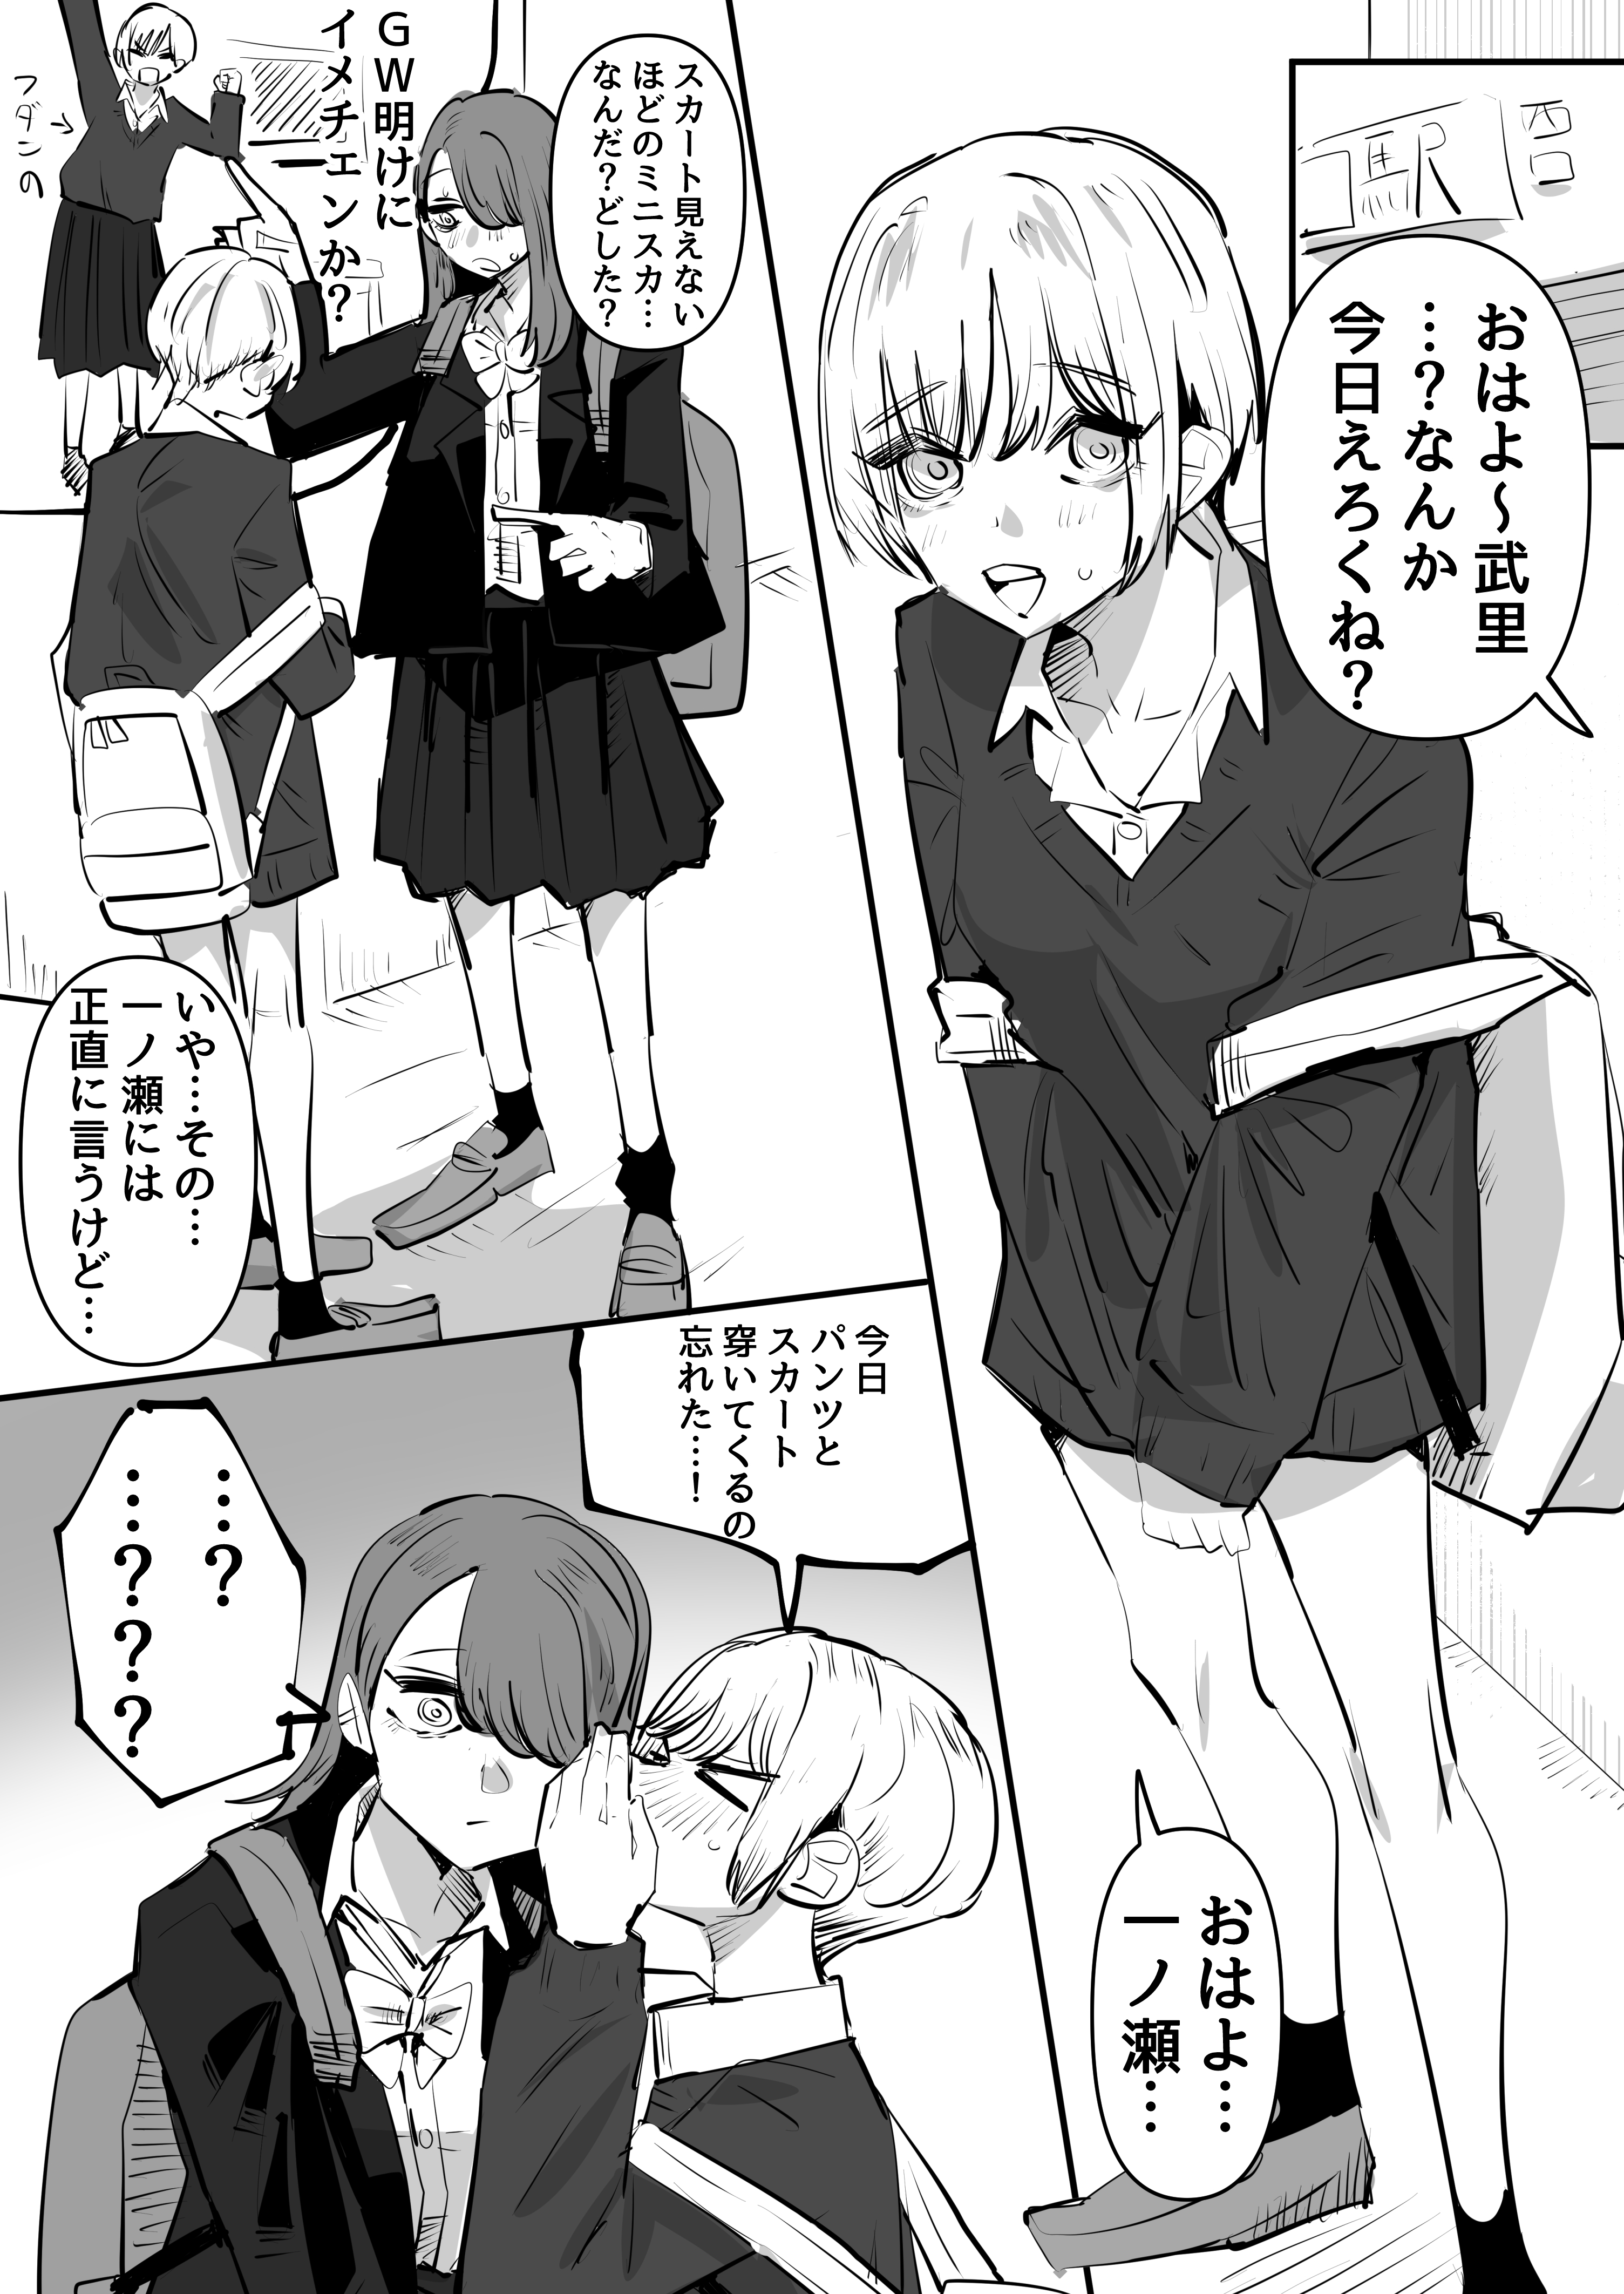 駅
おはよ～武里
…？なんか
今日えろくね？
おはよ…
一ノ瀬…
スカート見えない
ほどのミニスカ…
なんだ？どした？
GW明けに
イメチェンか？
フダンの
いや…その…
一ノ瀬には
正直に言うけど…
今日
パンツと
スカート
穿いてくるの
忘れた……！
…？
……？？？